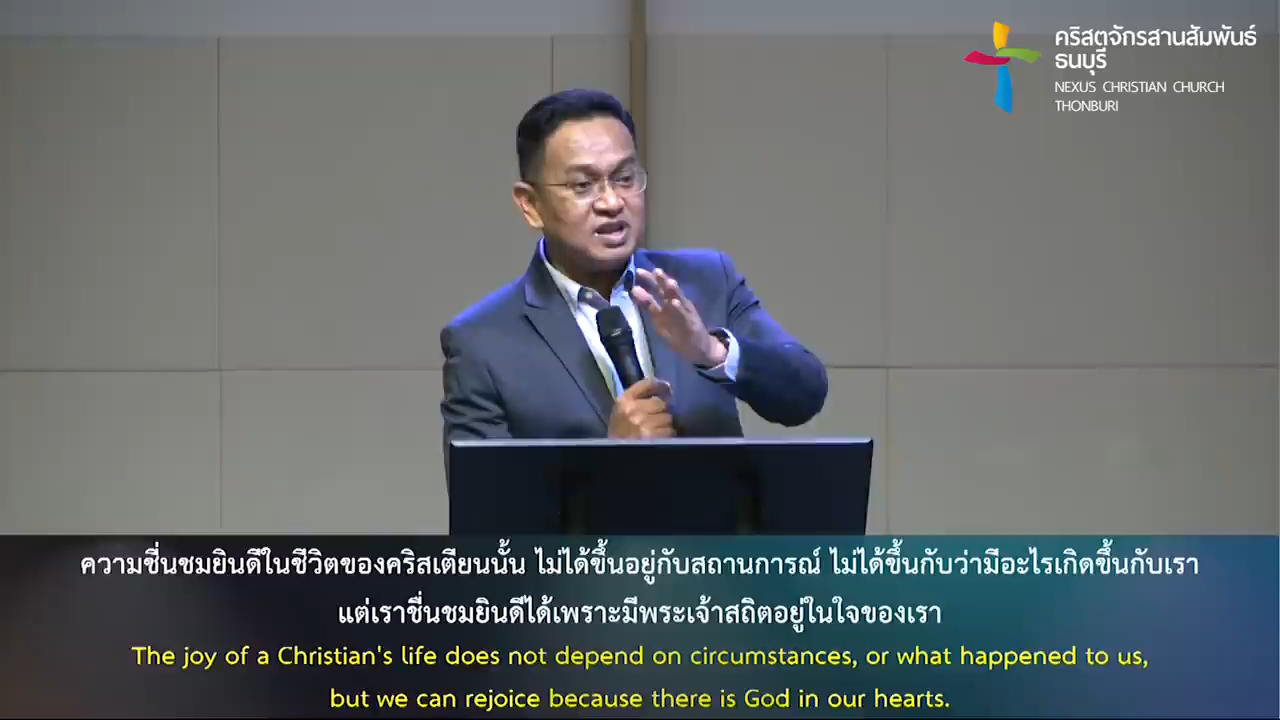 คริสตจักรสานสัมพันธ์
ธนบุรี
NEXUS CHRISTIAN CHURCH
THONBURI
ความชื่นชมยินดีในชีวิตของคริสเตียนนั้น ไม่ได้ขึ้นอยู่กับสถานการณ์ ไม่ได้ขึ้นกับว่ามีอะไรเกิดขึ้นกับเรา
แต่เราชื่นชมยินดีได้เพราะมีพระเจ้าสถิตอยู่ในใจของเรา
The joy of a Christian's life does not depend on circumstances, or what happened to us,
but we can rejoice because there is God in our hearts.